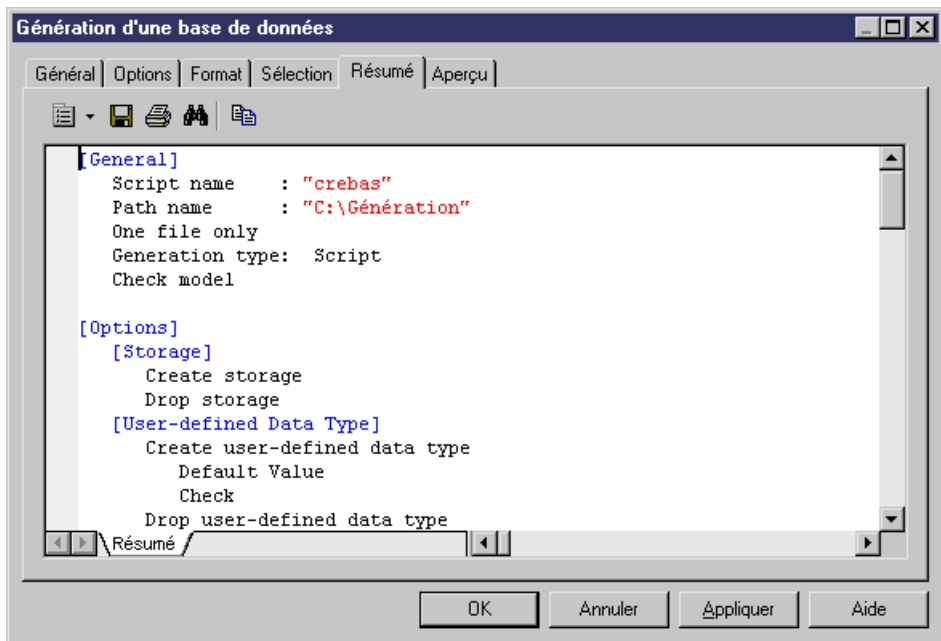 Génération d'une base de données
Général Options Format Sélection Résumé Aperçu
[General]
Script name : "crebas"
Path name : "C:\Génération"
One file only
Generation type: Script
Check model
[Options]
[Storage]
Create storage
Drop storage
[User-defined Data Type]
Create user-defined data type
Default Value
Check
Drop user-defined data type
Résumé
OK Annuler Appliquer Aide